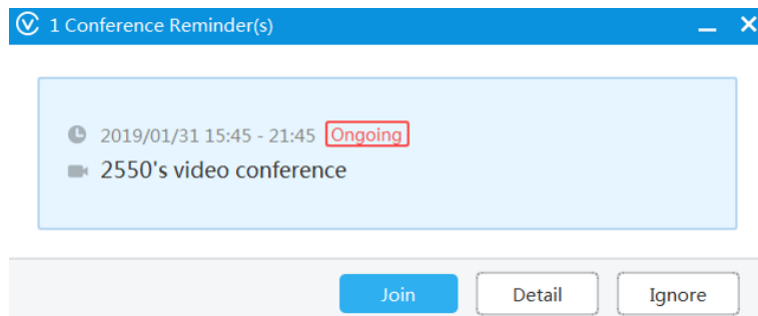 1 Conference Reminder(s)
2019/01/31 15:45 - 21:45 Ongoing
2550's video conference
Join Detail Ignore